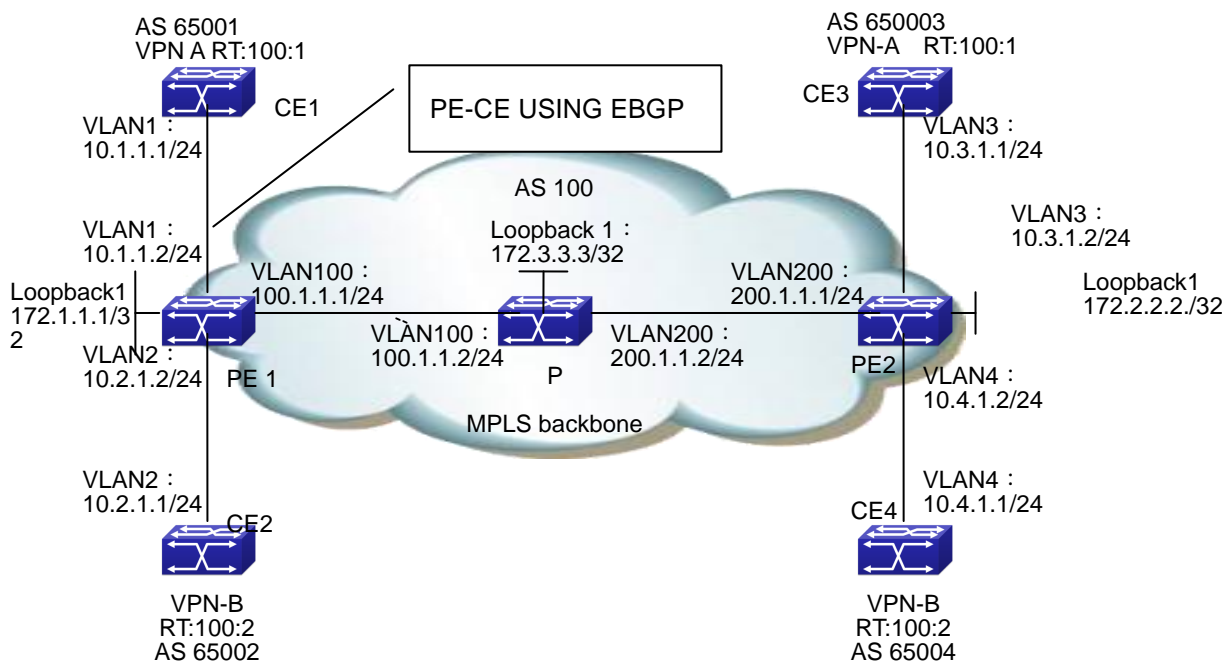 AS 65001
VPN A RT:100:1
CE1
VLAN1：
10.1.1.1/24
PE-CE USING EBGP
AS 650003
VPN-A RT:100:1
CE3
VLAN3：
10.3.1.1/24
AS 100
Loopback 1：
172.3.3.3/32
VLAN1：
10.1.1.2/24
VLAN3：
10.3.1.2/24
Loopback1
172.1.1.1/3
2
VLAN100：
100.1.1.1/24
VLAN100：
100.1.1.2/24
VLAN200：
200.1.1.1/24
VLAN200：
200.1.1.2/24
Loopback1
172.2.2.2./32
VLAN2：
10.2.1.2/24
PE 1
P
PE2
VLAN4：
10.4.1.2/24
MPLS backbone
VLAN2：
10.2.1.1/24
CE2
VLAN4：
10.4.1.1/24
CE4
VPN-B
RT:100:2
AS 65002
VPN-B
RT:100:2
AS 65004